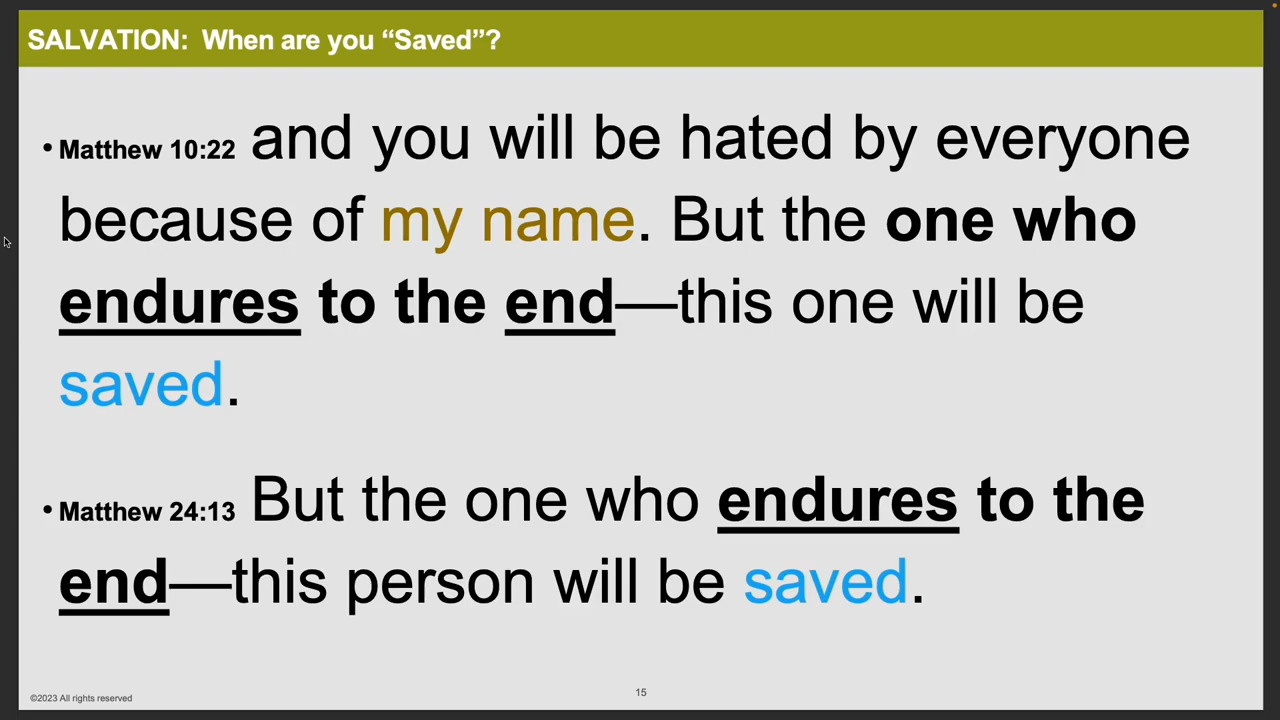 SALVATION:  When are you “Saved”?
• Matthew 10:22 and you will be hated by everyone
because of my name. But the one who
endures to the end—this one will be
saved.
• Matthew 24:13 But the one who endures to the
end—this person will be saved.
©2023 All rights reserved
15